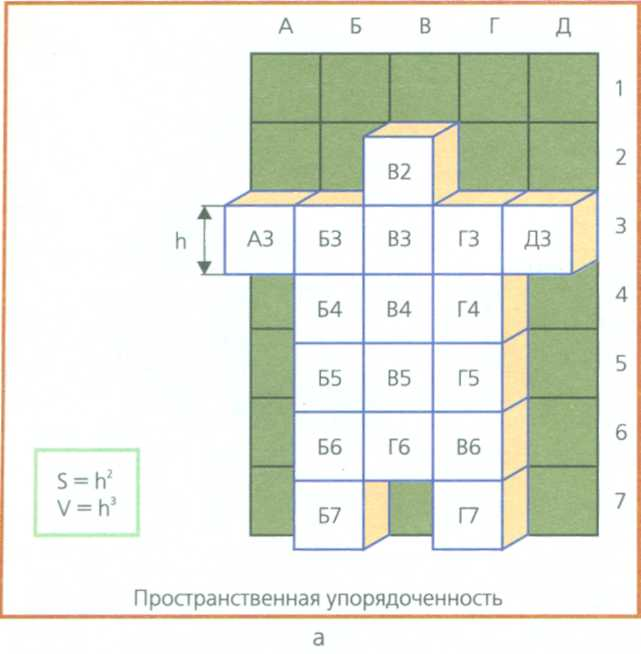 А Б В Г Д
1
2
В2
3
h
А3 Б3 В3 Г3 Д3
4
Б4 В4 Г4
5
Б5 В5 Г5
6
Б6 Г6 В6
S = h²
V = h³
7
Б7 Г7
Пространственная упорядоченность
а